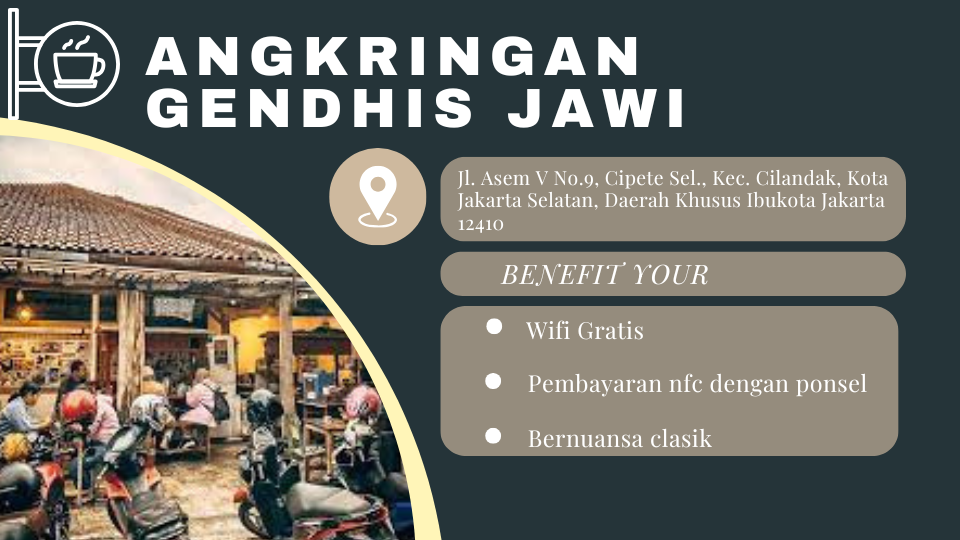 ANGKRINGAN
GENDHIS JAWI
Jl. Asem V No.9, Cipete Sel., Kec. Cilandak, Kota
Jakarta Selatan, Daerah Khusus Ibukota Jakarta
12410
BENEFIT YOUR
Wifi Gratis
Pembayaran nfc dengan ponsel
Bernuansa clasik